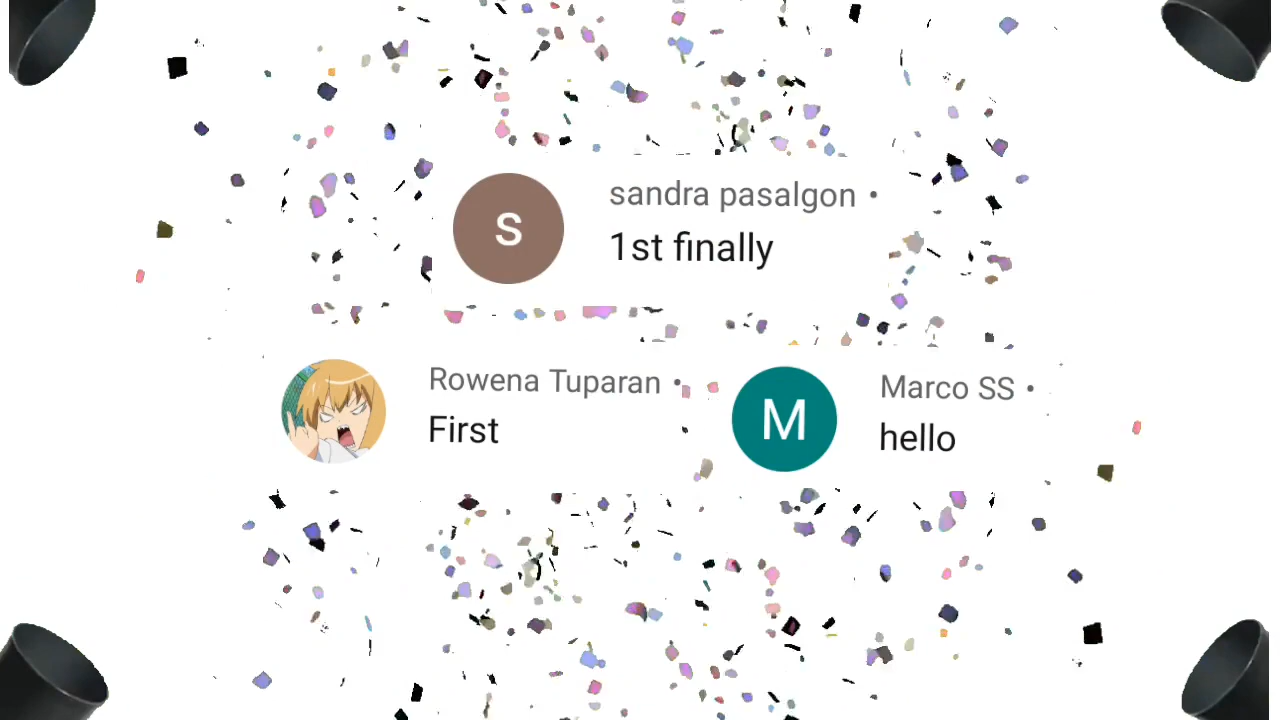 S
sandra pasalgon •
1st finally
Rowena Tuparan •
First
M
Marco SS •
hello